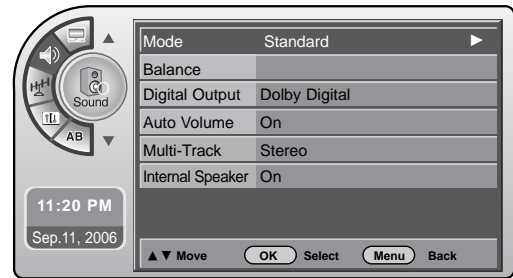 Mode Standard
Balance
Digital Output Dolby Digital
Auto Volume On
Multi-Track Stereo
Internal Speaker On
Sound
AB
11:20 PM
Sep.11, 2006
▲▼ Move OK Select Menu Back